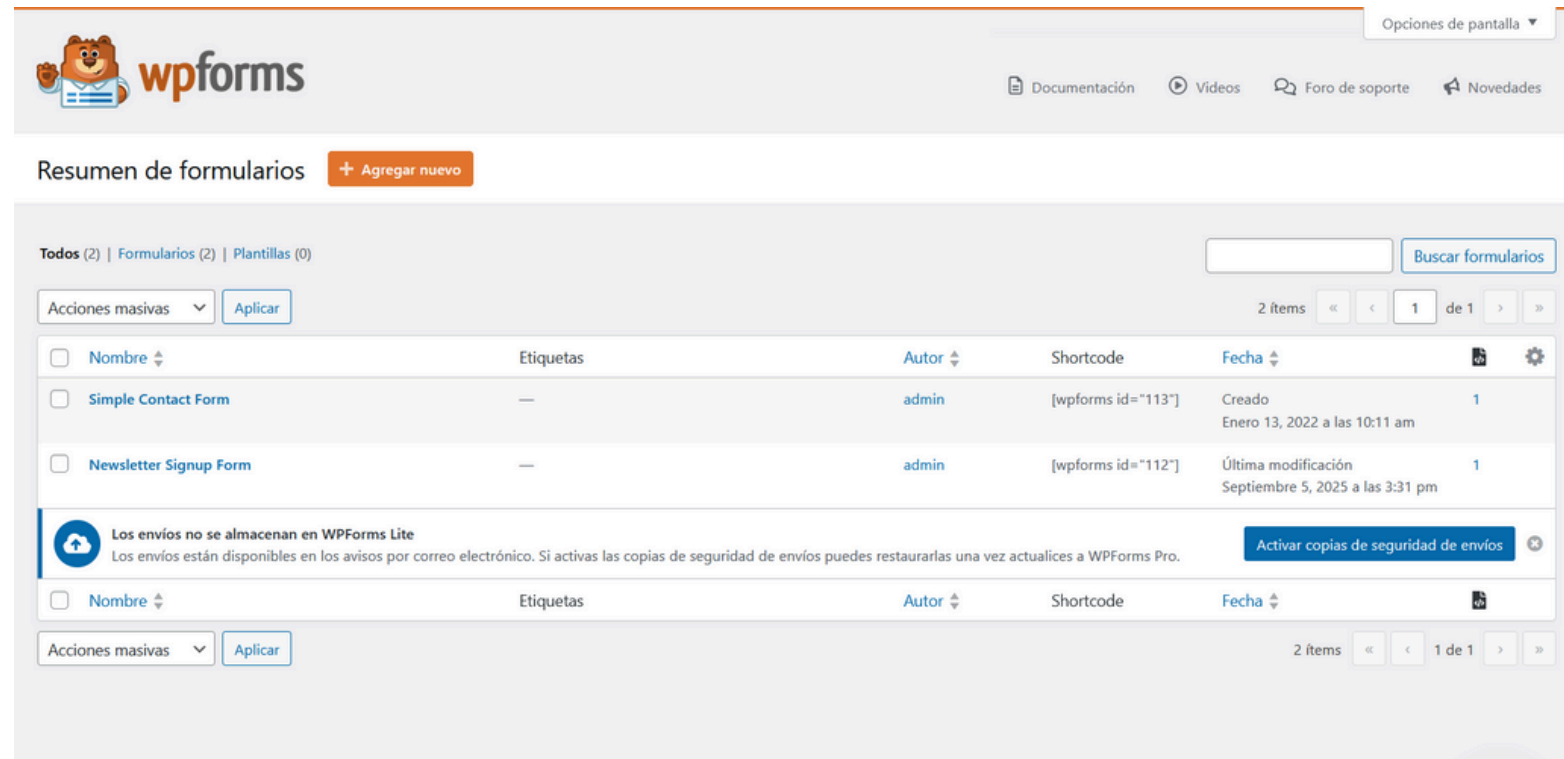 Opciones de pantalla ▼
wpforms
Documentación Videos Foro de soporte Novedades
Resumen de formularios + Agregar nuevo
Todos (2) | Formularios (2) | Plantillas (0)
Buscar formularios
Acciones masivas Aplicar 2 ítems « ‹ 1 de 1 › »
Nombre Etiquetas Autor Shortcode Fecha
Simple Contact Form — admin [wpforms id="113"] Creado 1
Enero 13, 2022 a las 10:11 am
Newsletter Signup Form — admin [wpforms id="112"] Última modificación 1
Septiembre 5, 2025 a las 3:31 pm
Los envíos no se almacenan en WPForms Lite
Los envíos están disponibles en los avisos por correo electrónico. Si activas las copias de seguridad de envíos puedes restaurarlas una vez actualices a WPForms Pro.
Activar copias de seguridad de envíos
Nombre Etiquetas Autor Shortcode Fecha
Acciones masivas Aplicar 2 ítems « ‹ 1 de 1 › »